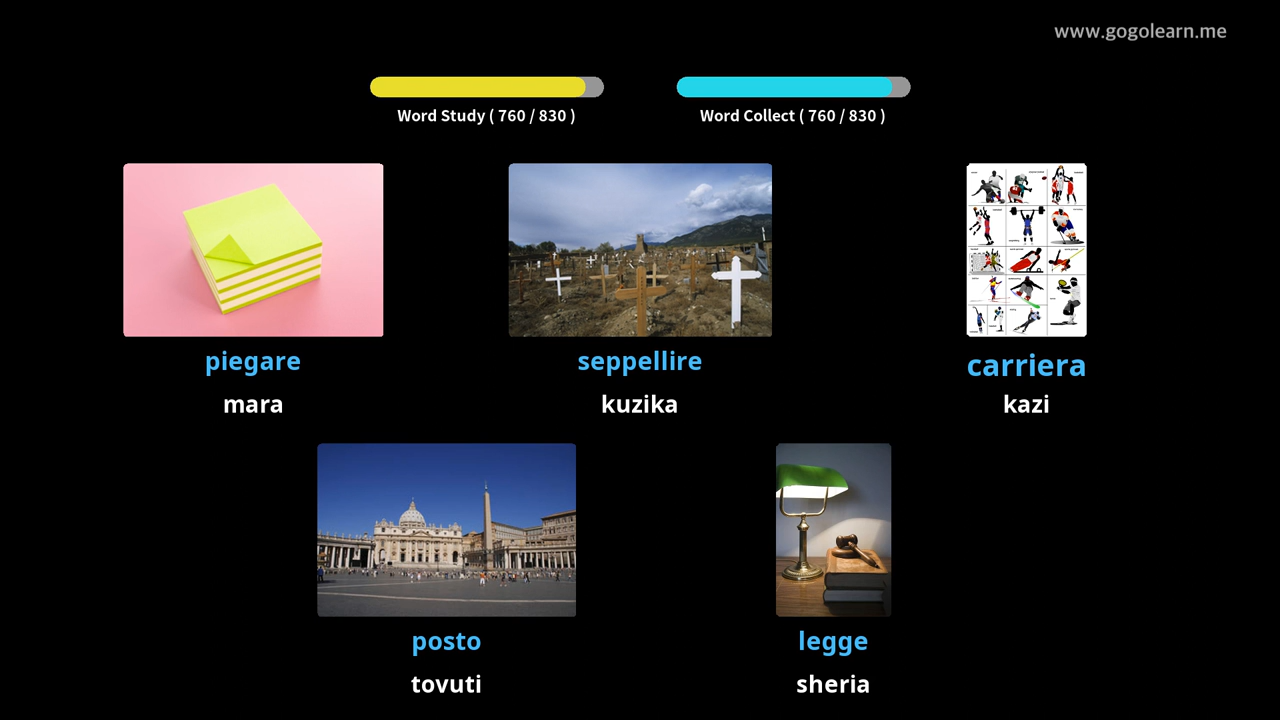 www.gogolearn.me
Word Study ( 760 / 830 )
Word Collect ( 760 / 830 )
piegare
seppellire
carriera
mara
kuzika
kazi
posto
legge
tovuti
sheria